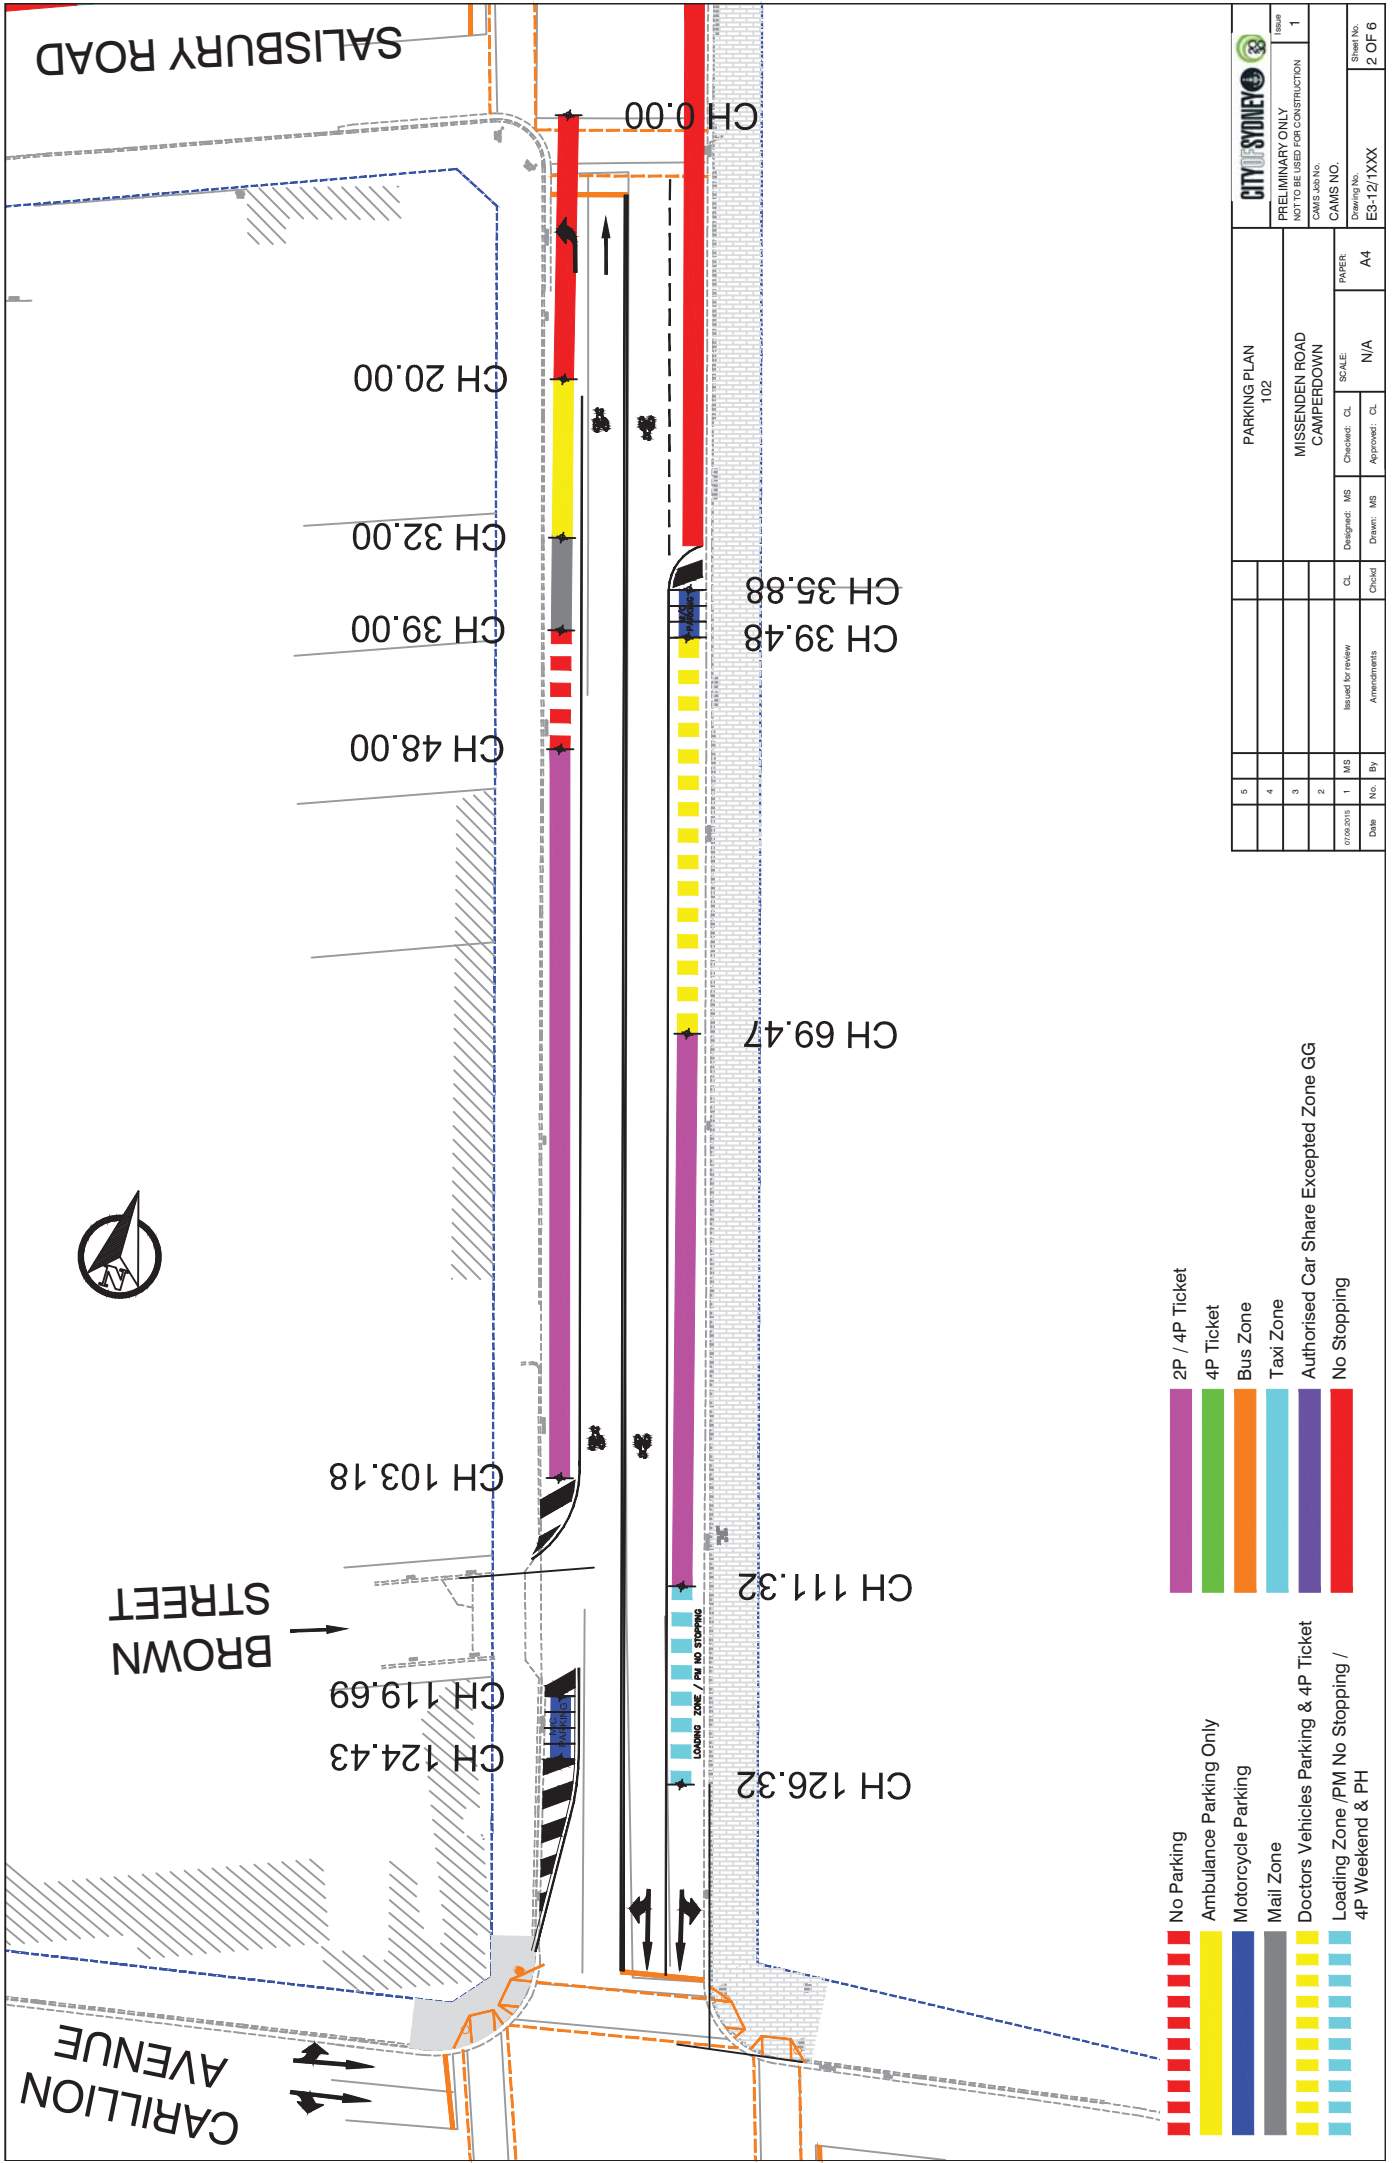 SALISBURY ROAD
CH 0.00
CH 20.00
CH 32.00
CH 39.00
CH 48.00
CH 103.18
CH 119.69
CH 124.43
CH 35.88
CH 39.48
CH 69.47
CH 111.32
CH 126.32
PARKING
PARKING
LOADING ZONE / PM NO STOPPING
BROWN
STREET
CARILLION
AVENUE
N
No Parking
Ambulance Parking Only
Motorcycle Parking
Mail Zone
Doctors Vehicles Parking & 4P Ticket
Loading Zone /PM No Stopping /
4P Weekend & PH
2P / 4P Ticket
4P Ticket
Bus Zone
Taxi Zone
Authorised Car Share Excepted Zone GG
No Stopping
5
4
3
2
07.09.2015 1 MS Issued for review CL
Date No. By Amendments Chckd
PARKING PLAN
102
MISSENDEN ROAD
CAMPERDOWN
Designed: MS Checked: CL
Drawn: MS Approved: CL
SCALE:
N/A
PAPER:
A4
CITY OF SYDNEY
PRELIMINARY ONLY
NOT TO BE USED FOR CONSTRUCTION
Issue
1
CAMS Job No.
CAMS NO.
Drawing No.
E3-12/1XXX
Sheet No.
2 OF 6